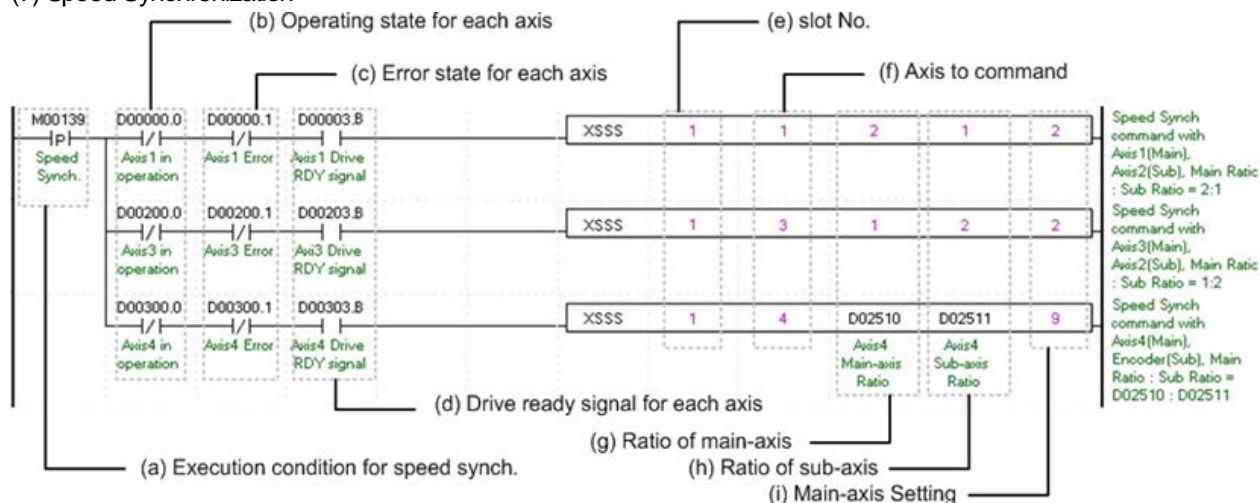 (7) Speed Synchronization
(b) Operating state for each axis
(e) slot No.
(c) Error state for each axis
(f) Axis to command
M00139
P
Speed
Synch.
D00000.0
Axis1 in
operation
D00000.1
Axis1 Error
D00003.B
Axis1 Drive
RDY signal
XSSS 1 1 2 1 2
Speed Synch
command with
Axis1(Main),
Axis2(Sub), Main Ratio
: Sub Ratio = 2:1
D00200.0
Axis3 in
operation
D00200.1
Axis3 Error
D00203.B
Axi3 Drive
RDY signal
XSSS 1 3 1 2 2
Speed Synch
command with
Axis3(Main),
Axis2(Sub), Main Ratio
: Sub Ratio = 1:2
D00300.0
Axis4 in
operation
D00300.1
Axis4 Error
D00303.B
Axis4 Drive
RDY signal
XSSS 1 4 D02510 D02511 9
Axis4
Main-axis
Ratio
Axis4
Sub-axis
Ratio
Speed Synch
command with
Axis4(Main),
Encoder(Sub), Main
Ratio : Sub Ratio =
D02510 : D02511
(d) Drive ready signal for each axis
(g) Ratio of main-axis
(a) Execution condition for speed synch.
(h) Ratio of sub-axis
(i) Main-axis Setting